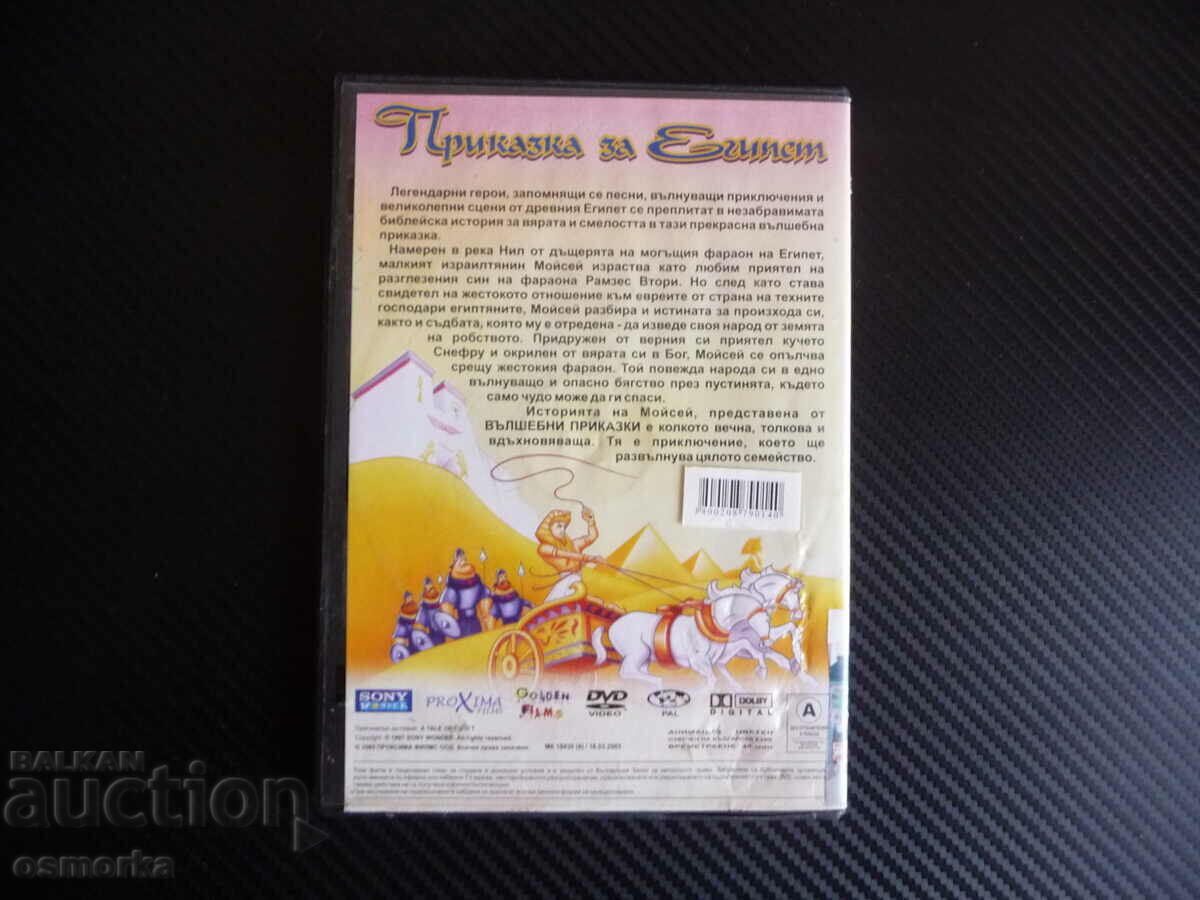 Приказка за Египет
Легендарни герои, запомнящи се песни, вълнуващи приключения и
великолепни сцени от древния Египет се преплитат в незабравимата
библейска история за вярата и смелостта в тази прекрасна вълшебна
приказка.
Намерен в река Нил от дъщерята на могъщия фараон на Египет,
малкият израилтянин Мойсей израства като любим приятел на
разглезения син на фараона Рамзес Втори. Но след като става
свидетел на жестокото отношение към евреите от страна на техните
господари египтяните, Мойсей разбира и истината за произхода си,
както и съдбата, която му е отредена - да изведе своя народ от земята
на робството. Придружен от верния си приятел кучето
Снефру и окрилен от вярата си в Бог, Мойсей се опълчва
срещу жестокия фараон. Той повежда народа си в едно
вълнуващо и опасно бягство през пустинята, където
само чудо може да ги спаси.
Историята на Мойсей, представена от
ВЪЛШЕБНИ ПРИКАЗКИ е колкото вечна, толкова и
вдъхновяваща. Тя е приключение, което ще
развълнува цялото семейство.
SONY
WONDER
PROXIMA
FILMS
GOLDEN
FILMS
DVD
VIDEO
PAL
DOLBY
DIGITAL
A
BALKAN
auction
osmorka